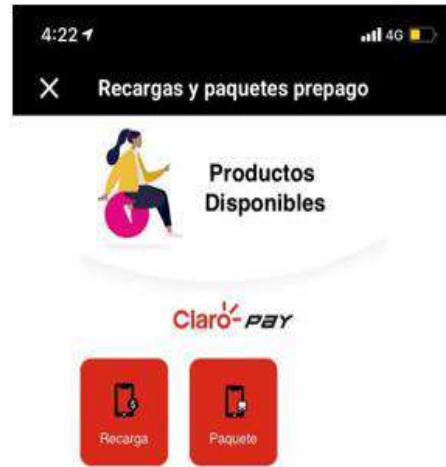 4:22
4G
Recargas y paquetes prepago
Productos
Disponibles
Claro-pay
Recarga
Paquete